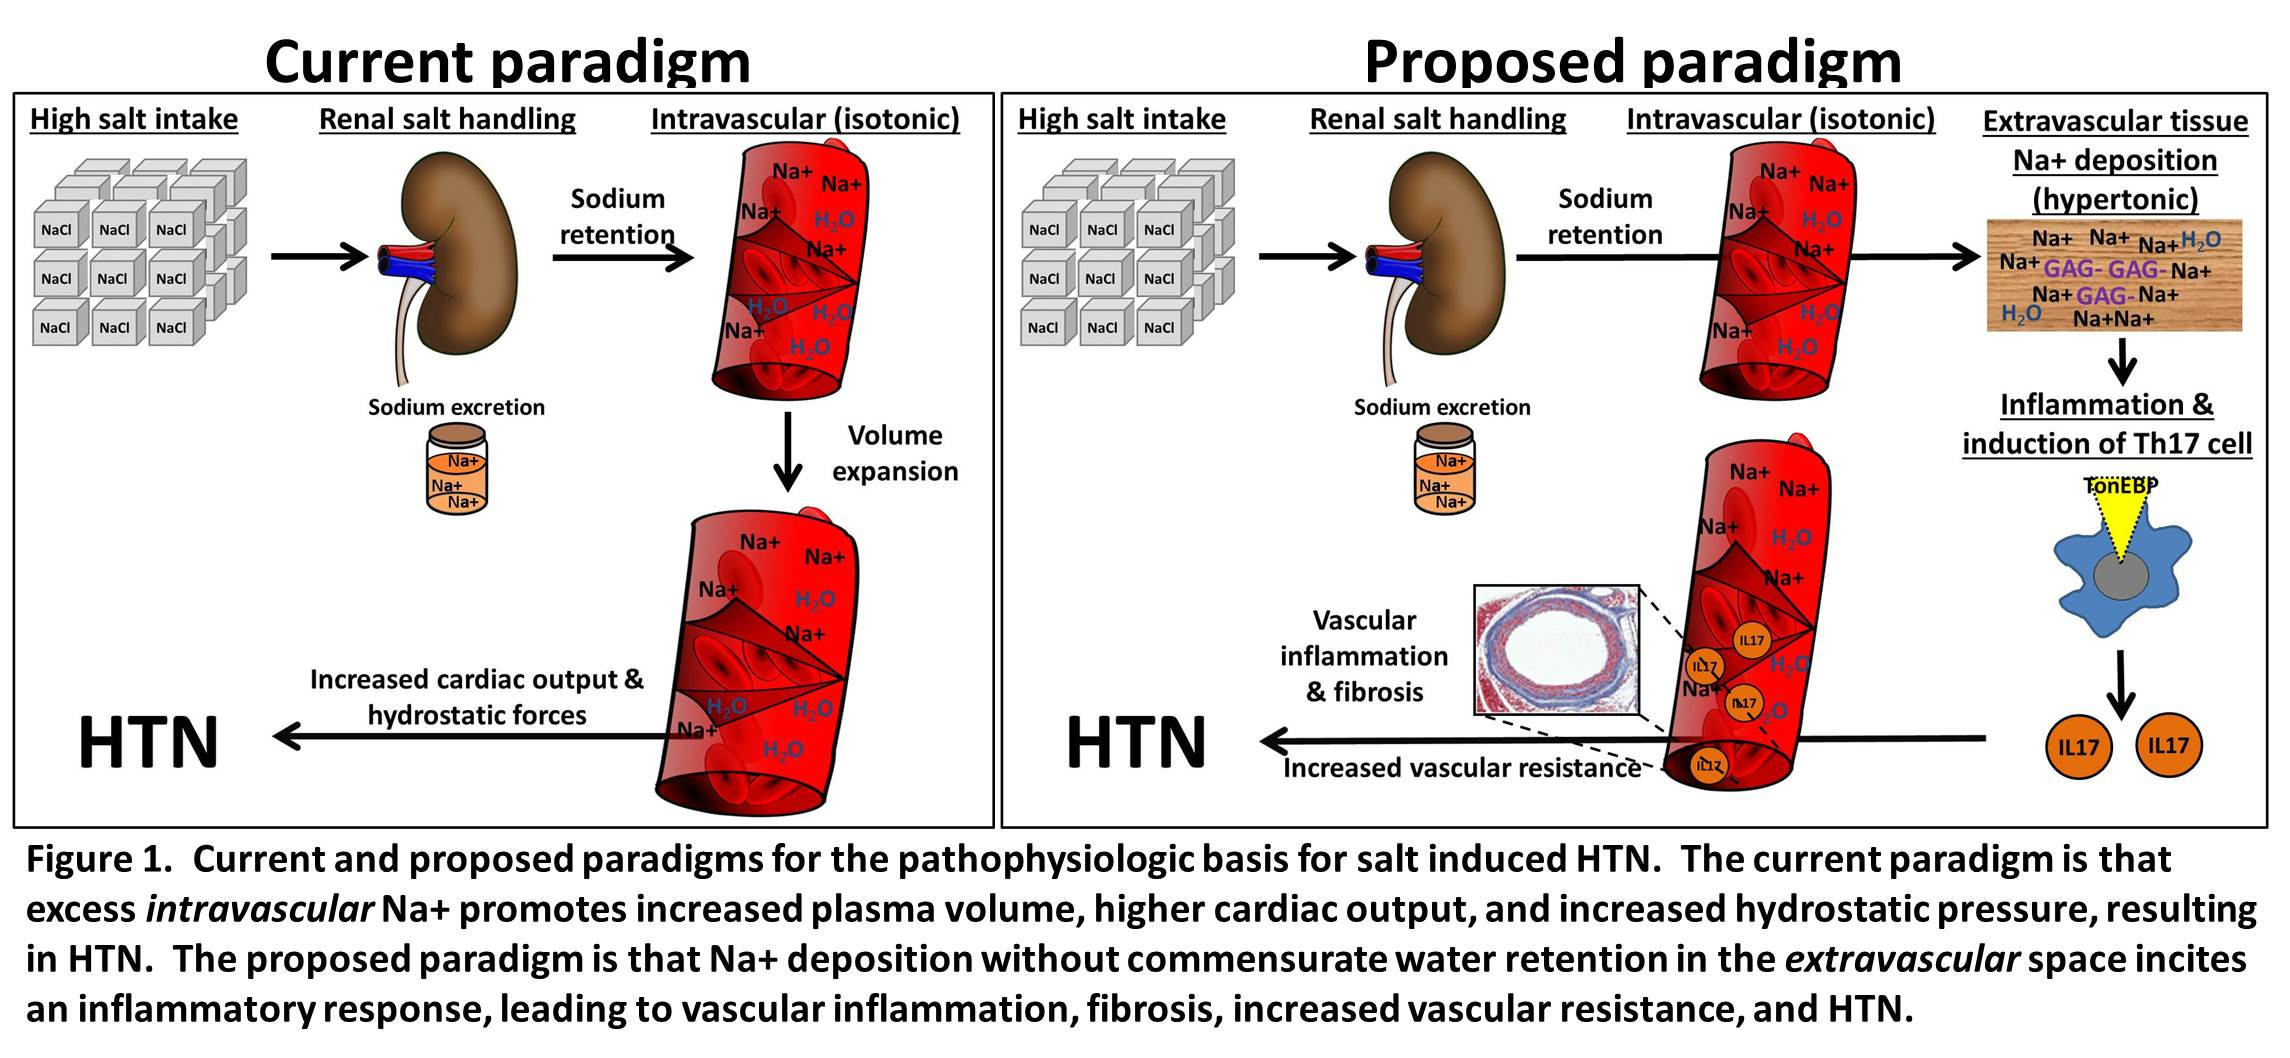 Current paradigm
High salt intake
Renal salt handling
Intravascular (isotonic)
NaCl NaCl NaCl
NaCl NaCl NaCl
NaCl NaCl NaCl
Sodium
retention
Sodium excretion
Na+
Na+
Na+
Na+
Na+
Na+
H2O
Na+
H2O
H2O
Na+
H2O
Volume
expansion
Na+
Na+
Na+
H2O
Na+
H2O
H2O
Na+
H2O
Increased cardiac output &
hydrostatic forces
HTN
Proposed paradigm
High salt intake
Renal salt handling
Intravascular (isotonic)
Extravascular tissue
Na+ deposition
(hypertonic)
NaCl NaCl NaCl
NaCl NaCl NaCl
NaCl NaCl NaCl
Sodium
retention
Sodium excretion
Na+
Na+
Na+
Na+
Na+
Na+
H2O
Na+
H2O
Na+
H2O
Na+ Na+ Na+ H2O
Na+ GAG- GAG- Na+
Na+ GAG- Na+
H2O Na+Na+
Inflammation &
induction of Th17 cell
TonEBP
IL17 IL17
Na+
Na+
Na+
H2O
Na+
IL17
IL17
H2O
Na+
IL17
2O
IL17
Vascular
inflammation
& fibrosis
Increased vascular resistance
HTN
Figure 1. Current and proposed paradigms for the pathophysiologic basis for salt induced HTN. The current paradigm is that
excess intravascular Na+ promotes increased plasma volume, higher cardiac output, and increased hydrostatic pressure, resulting
in HTN. The proposed paradigm is that Na+ deposition without commensurate water retention in the extravascular space incites
an inflammatory response, leading to vascular inflammation, fibrosis, increased vascular resistance, and HTN.